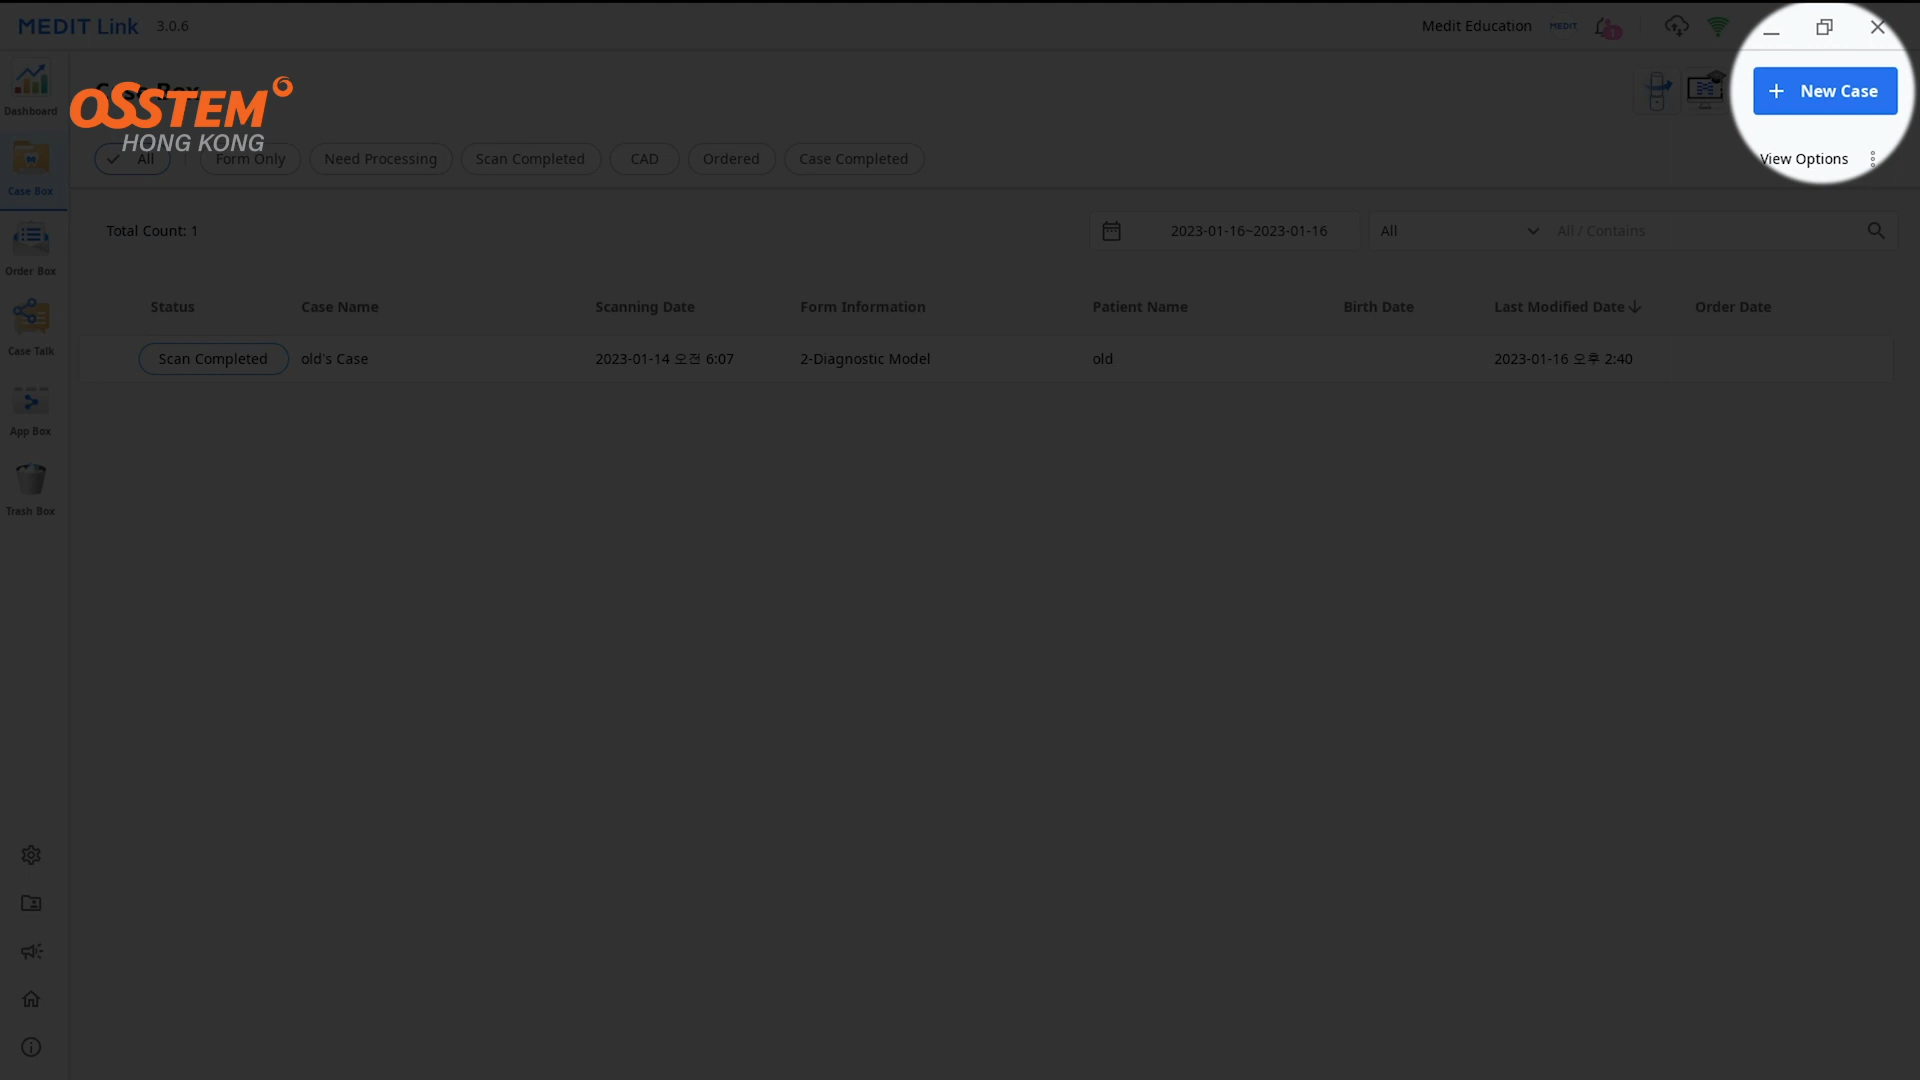 MEDIT Link 3.0.6
Medit Education MEDIT 1
Dashboard
Case Box
OSSTEM
HONG KONG
New Case
All Form Only Need Processing Scan Completed CAD Ordered Case Completed
View Options
Case Box
Total Count: 1
2023-01-16~2023-01-16 All All / Contains
Order Box
Status Case Name Scanning Date Form Information Patient Name Birth Date Last Modified Date Order Date
Case Talk
Scan Completed old's Case 2023-01-14 오전 6:07 2-Diagnostic Model old 2023-01-16 오후 2:40
App Box
Trash Box